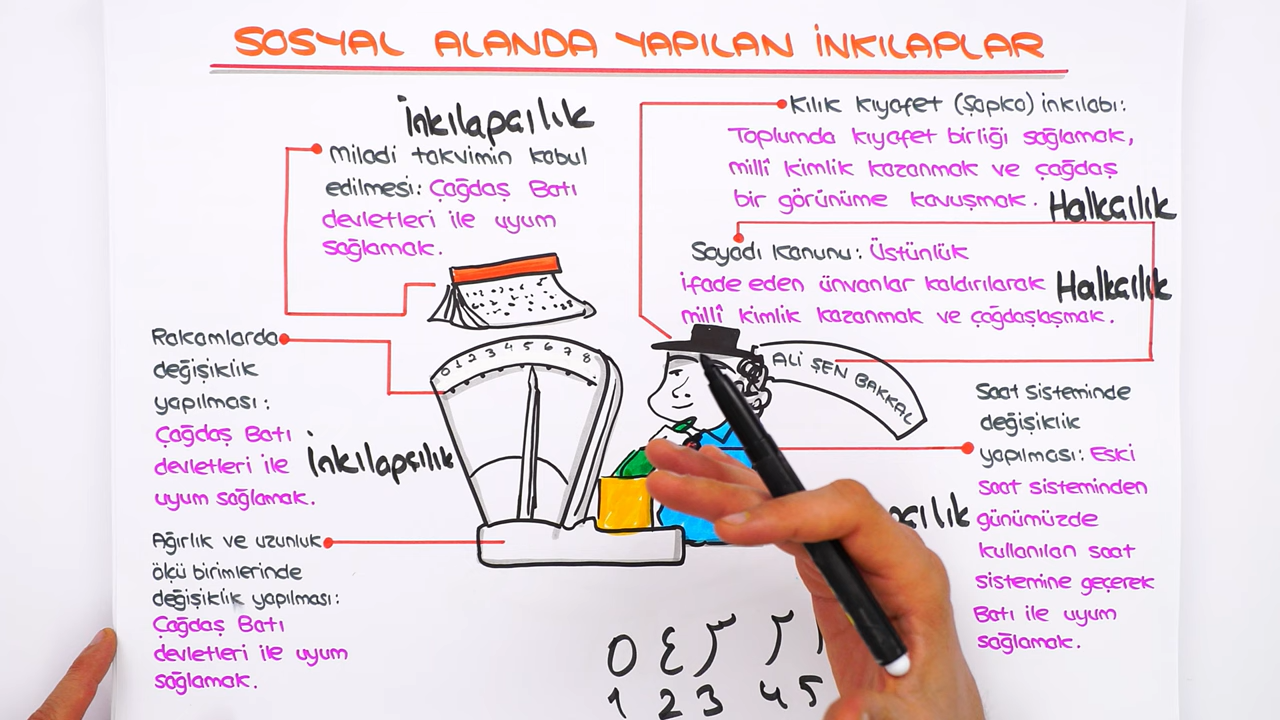 SOSYAL ALANDA YAPILAN İNKILAPLAR
İnkılapçılık
Miladi takvimin kabul
edilmesi: Çağdaş Batı
devletleri ile uyum
sağlamak.
Kılık kıyafet (Şapka) inkılabı:
Toplumda kıyafet birliği sağlamak,
millî kimlik kazanmak ve çağdaş
bir görünüme kavuşmak. Halkçılık
Soyadı Kanunu: Üstünlük
ifade eden ünvanlar kaldırılarak Halkçılık
millî kimlik kazanmak ve çağdaşlaşmak.
Rakamlarda
değişiklik
yapılması:
Çağdaş Batı
devletleri ile İnkılapçılık
uyum sağlamak.
0 1 2 3 4 5 6 7 8
ALİ ŞEN BAKKAL
Saat sisteminde
değişiklik
yapılması: Eski
saat sisteminden
günümüzde
kullanılan saat
sistemine geçerek
Batı ile uyum
sağlamak.
Ağırlık ve uzunluk
ölçü birimlerinde
değişiklik yapılması:
Çağdaş Batı
devletleri ile uyum
sağlamak.
1 2 3 4 5